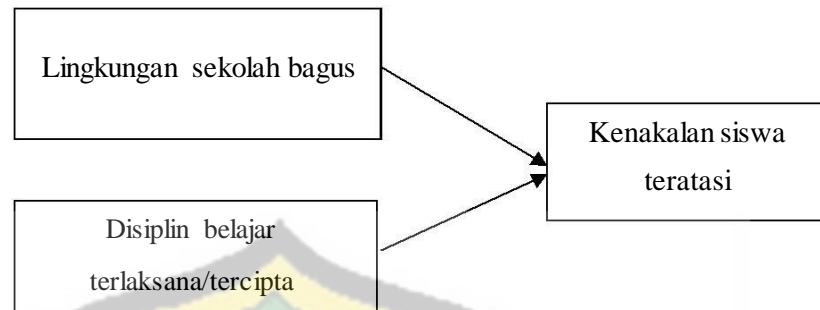 Lingkungan sekolah bagus
Kenakalan siswa
teratasi
Disiplin belajar
terlaksana/tercipta